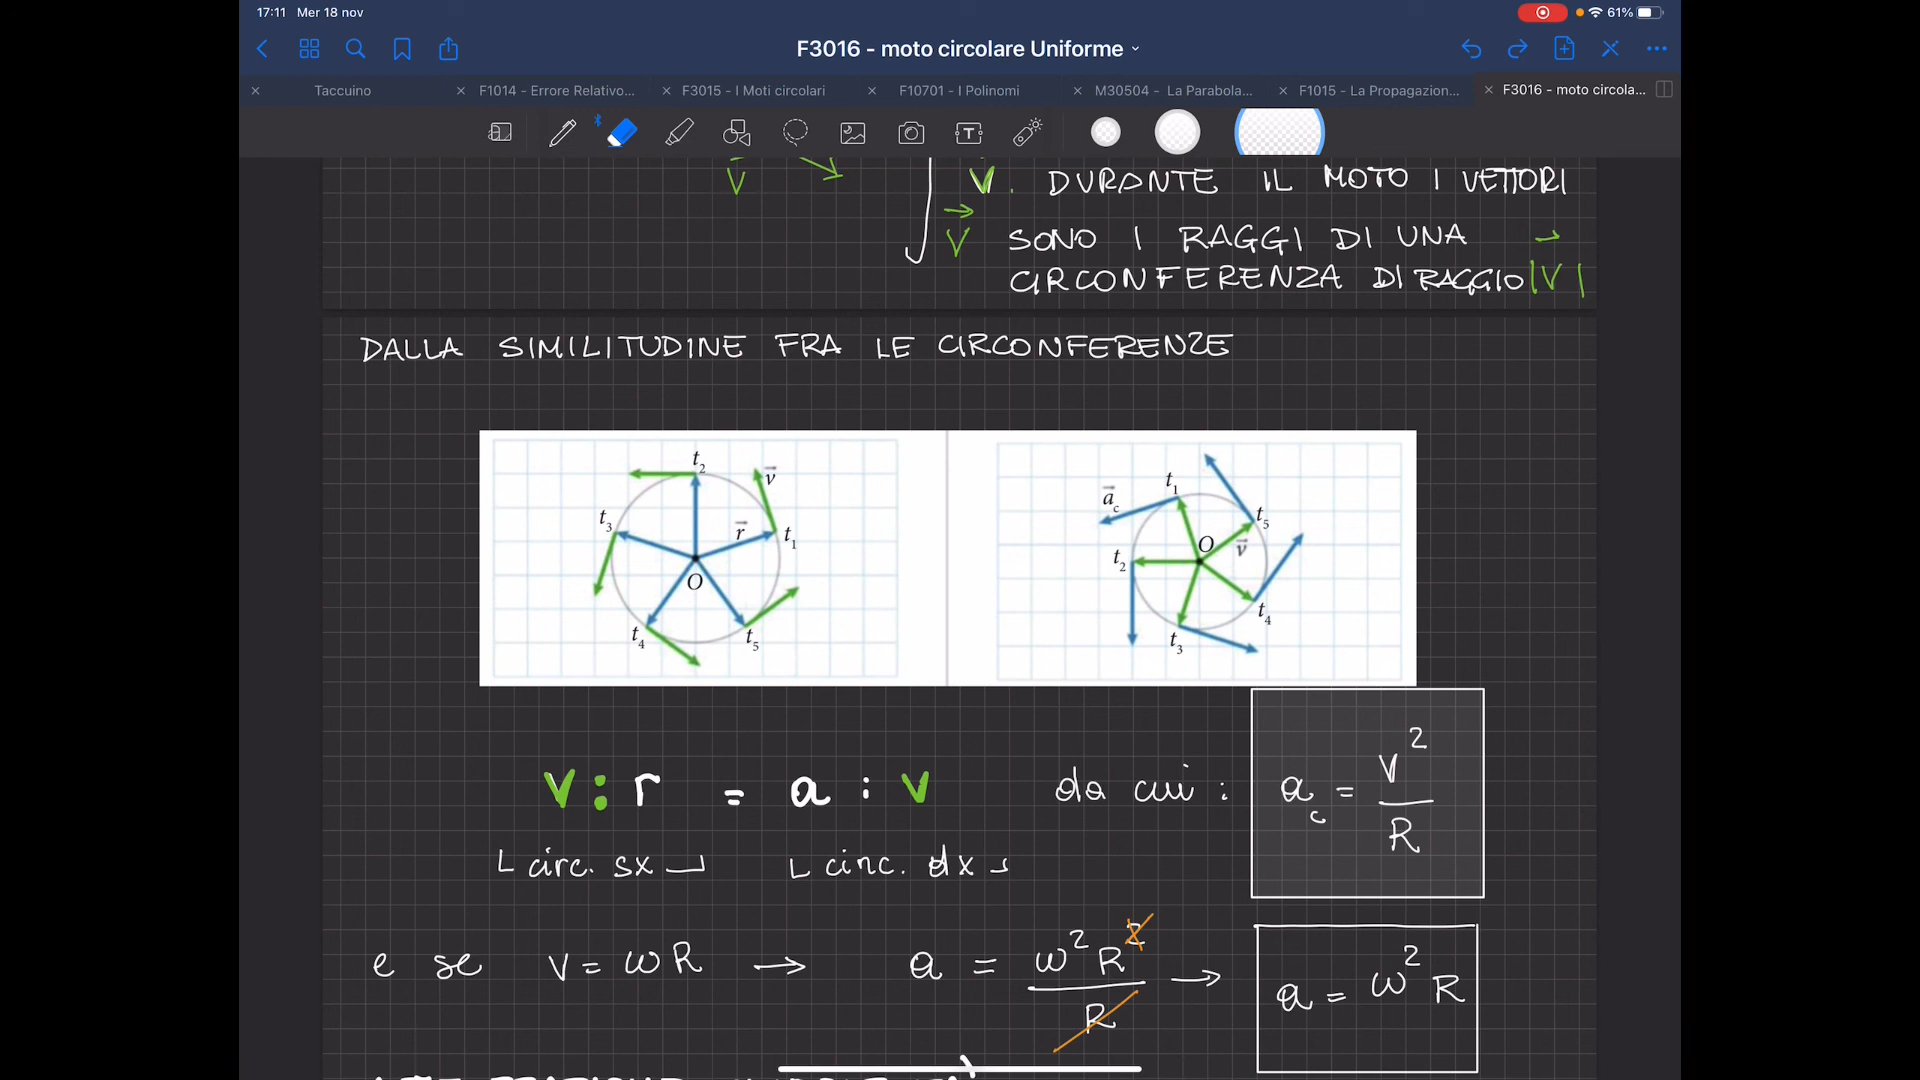 17:11 Mer 18 nov 61%
F3016 - moto circolare Uniforme
Taccuino F1014 - Errore Relativo... F3015 - I Moti circolari F10701 - I Polinomi M30504 - La Parabola... F1015 - La Propagazion... F3016 - moto circola...
V V. DURANTE IL MOTO I VETTORI
V SONO I RAGGI DI UNA
CIRCONFERENZA DI RAGGIO |V|
DALLA SIMILITUDINE FRA LE CIRCONFERENZE
t2 v t3 r t1 O t4 t5
t1 ac t5 O v t2 t4 t3
v : r = a : v da cui : ac = v² / R
circ. sx circ. dx
e se v = ωR → a = ω² R² / R → a = ω² R